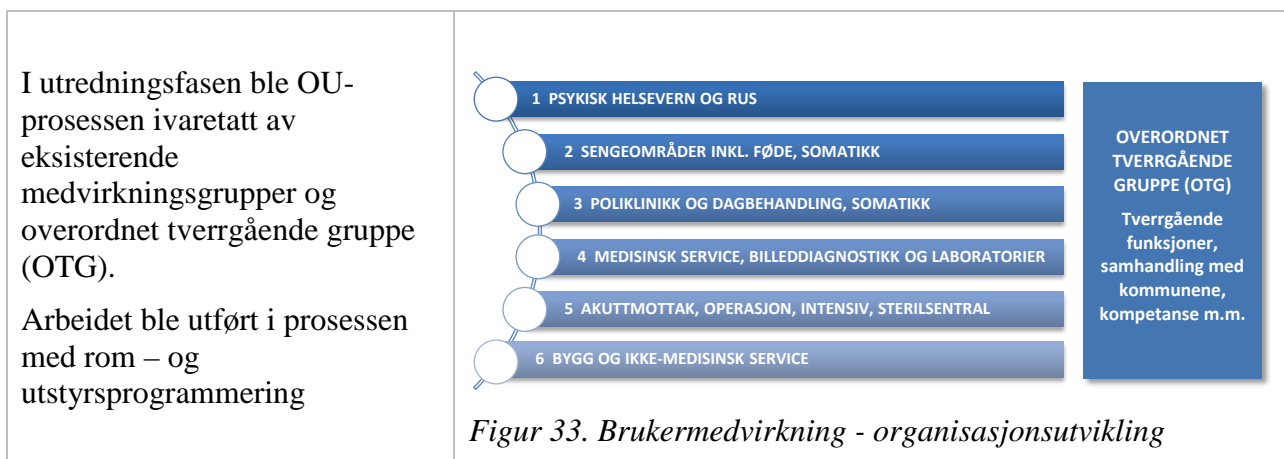 I utredningsfasen ble OU-
prosessen ivaretatt av
eksisterende
medvirkningsgrupper og
overordnet tverrgående gruppe
(OTG).
Arbeidet ble utført i prosessen
med rom – og
utstyrsprogrammering
1 PSYKISK HELSEVERN OG RUS
2 SENGEOMRÅDER INKL. FØDE, SOMATIKK
3 POLIKLINIKK OG DAGBEHANDLING, SOMATIKK
4 MEDISINSK SERVICE, BILLEDDIAGNOSTIKK OG LABORATORIER
5 AKUTTMOTTAK, OPERASJON, INTENSIV, STERILSENTRAL
6 BYGG OG IKKE-MEDISINSK SERVICE
OVERORDNET
TVERRGÅENDE
GRUPPE (OTG)
Tverrgående
funksjoner,
samhandling med
kommunene,
kompetanse m.m.
Figur 33. Brukermedvirkning - organisasjonsutvikling